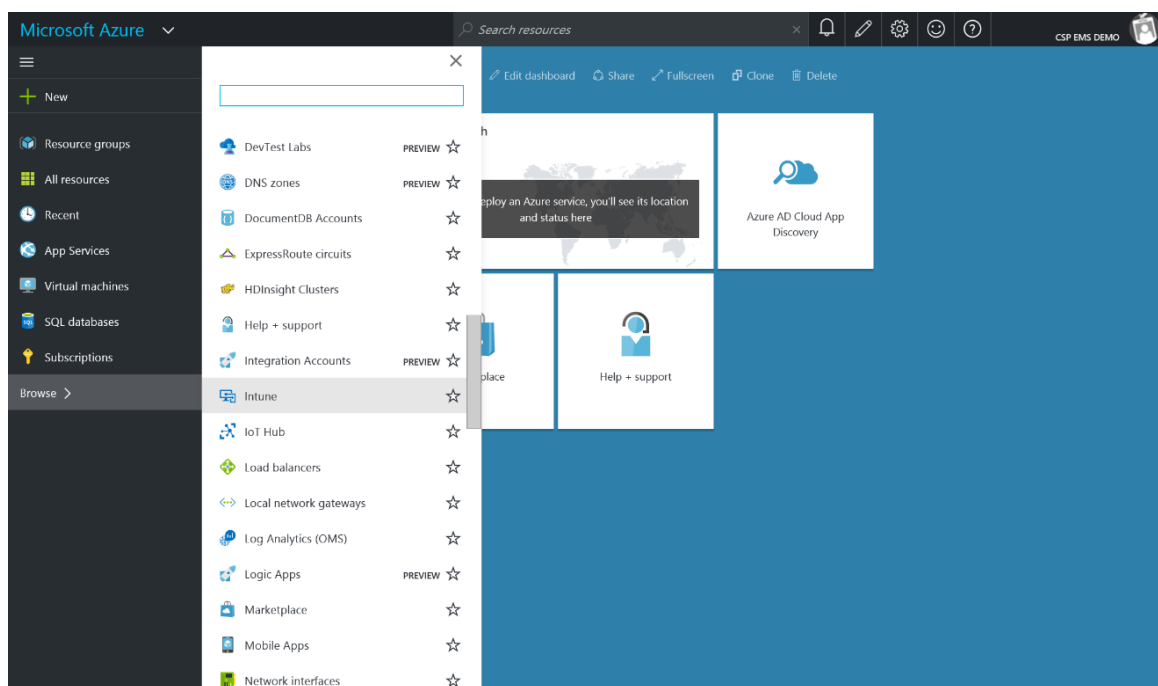 Microsoft Azure
Search resources
CSP EMS DEMO
Edit dashboard Share Fullscreen Clone Delete
New
Resource groups
All resources
Recent
App Services
Virtual machines
SQL databases
Subscriptions
Browse
DevTest Labs PREVIEW
DNS zones PREVIEW
DocumentDB Accounts
ExpressRoute circuits
HDInsight Clusters
Help + support
Integration Accounts PREVIEW
Intune
IoT Hub
Load balancers
Local network gateways
Log Analytics (OMS)
Logic Apps PREVIEW
Marketplace
Mobile Apps
Network interfaces
h
eploy an Azure service, you'll see its location
and status here
Azure AD Cloud App
Discovery
place
Help + support